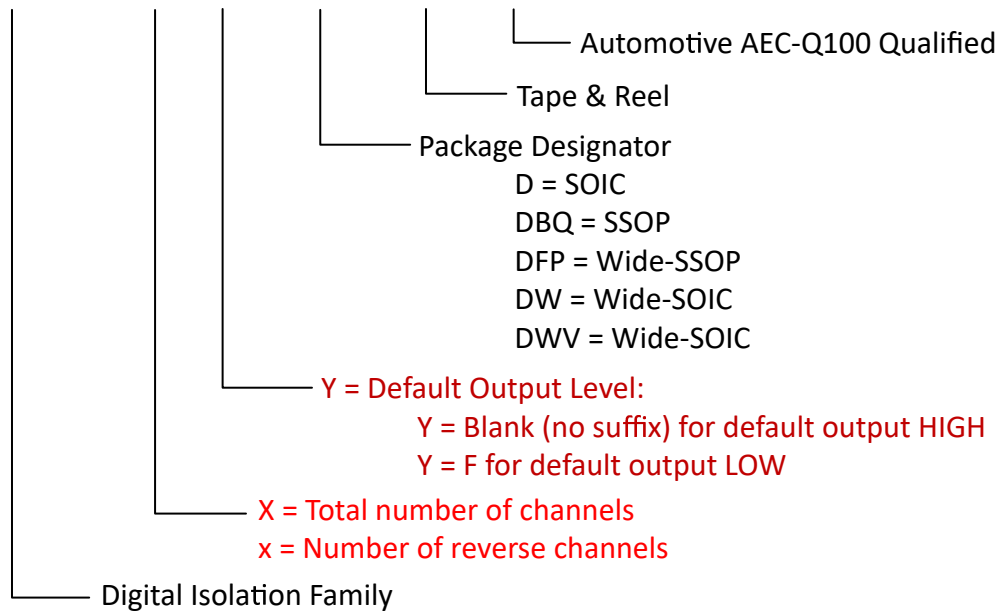 Automotive AEC-Q100 Qualified
Tape & Reel
Package Designator
D = SOIC
DBQ = SSOP
DFP = Wide-SSOP
DW = Wide-SOIC
DWV = Wide-SOIC
Y = Default Output Level:
Y = Blank (no suffix) for default output HIGH
Y = F for default output LOW
X = Total number of channels
x = Number of reverse channels
Digital Isolation Family